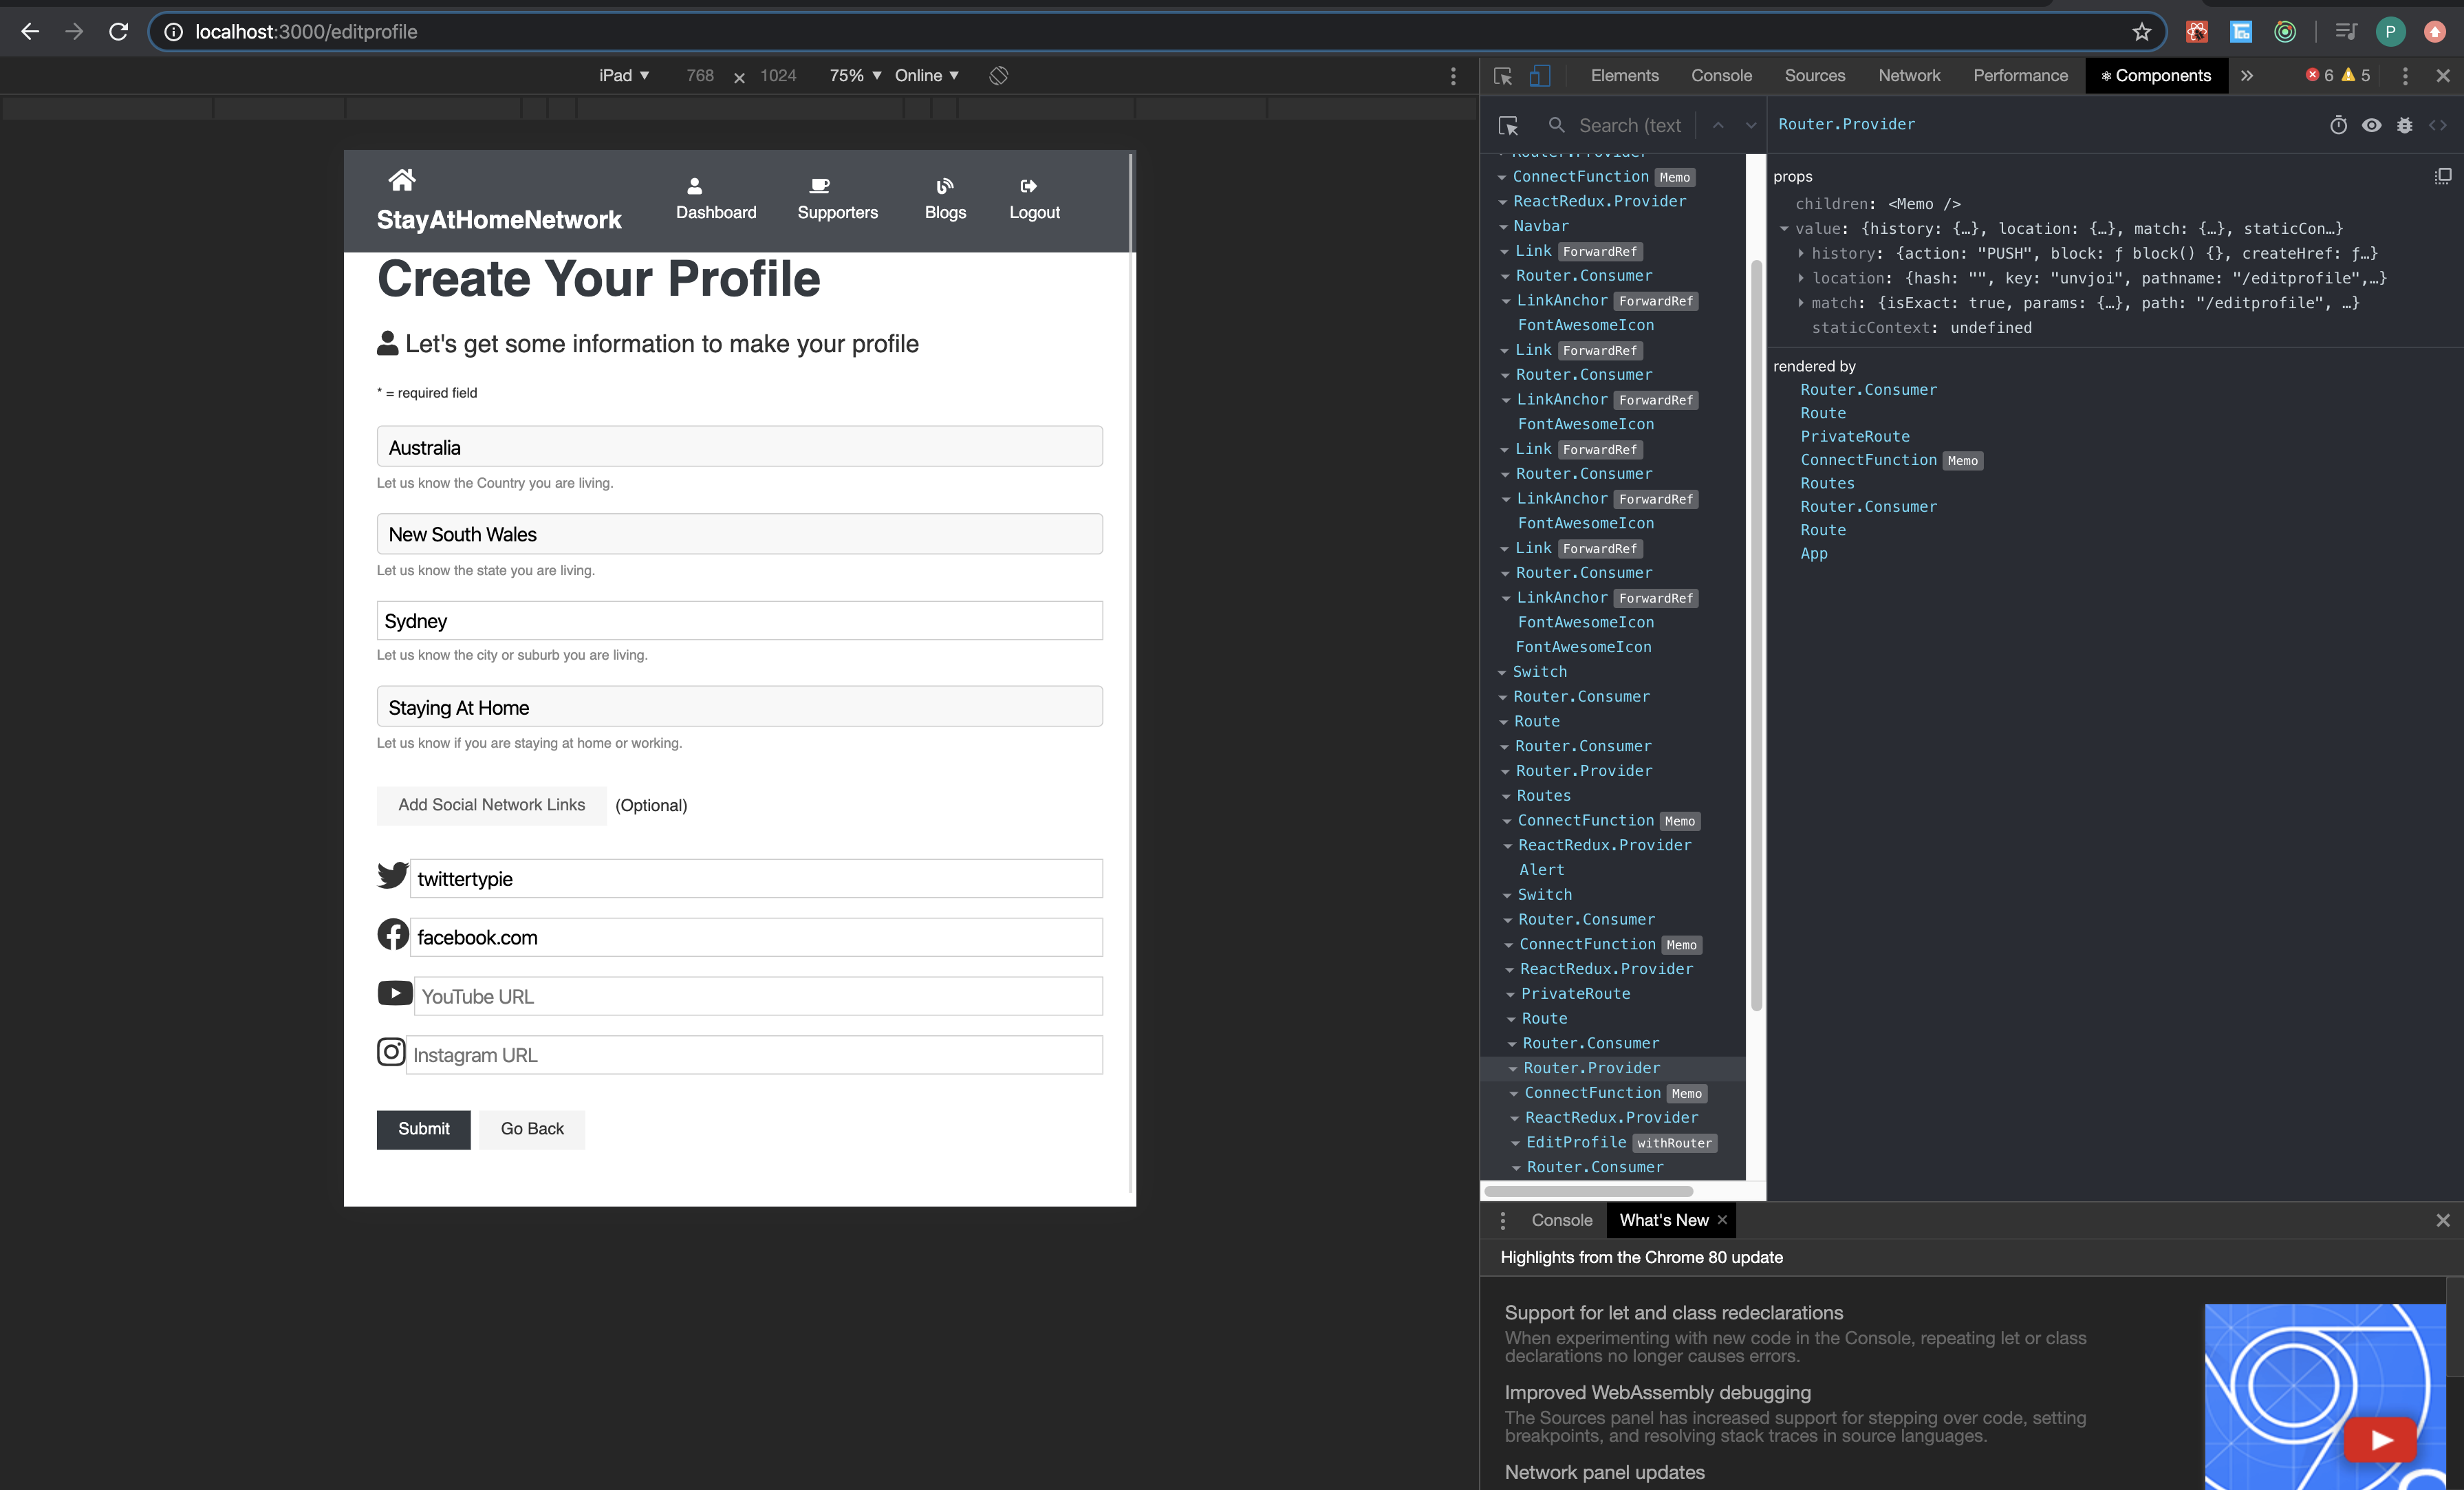 localhost:3000/editprofile
P
iPad ▼ 768 × 1024 75% ▼ Online ▼
Elements Console Sources Network Performance Components » 6 5
StayAtHomeNetwork
Dashboard Supporters Blogs Logout
Create Your Profile
Let's get some information to make your profile
* = required field
Australia
Let us know the Country you are living.
New South Wales
Let us know the state you are living.
Sydney
Let us know the city or suburb you are living.
Staying At Home
Let us know if you are staying at home or working.
Add Social Network Links (Optional)
twittertypie
facebook.com
YouTube URL
Instagram URL
Submit Go Back
Search (text
Router.Provider
ConnectFunction Memo
ReactRedux.Provider
Navbar
Link ForwardRef
Router.Consumer
LinkAnchor ForwardRef
FontAwesomeIcon
Link ForwardRef
Router.Consumer
LinkAnchor ForwardRef
FontAwesomeIcon
Link ForwardRef
Router.Consumer
LinkAnchor ForwardRef
FontAwesomeIcon
Link ForwardRef
Router.Consumer
LinkAnchor ForwardRef
FontAwesomeIcon
FontAwesomeIcon
Switch
Router.Consumer
Route
Router.Consumer
Router.Provider
Routes
ConnectFunction Memo
ReactRedux.Provider
Alert
Switch
Router.Consumer
ConnectFunction Memo
ReactRedux.Provider
PrivateRoute
Route
Router.Consumer
Router.Provider
ConnectFunction Memo
ReactRedux.Provider
EditProfile withRouter
Router.Consumer
Router.Provider
props
children: <Memo />
value: {history: {…}, location: {…}, match: {…}, staticCon…}
history: {action: "PUSH", block: ƒ block() {}, createHref: ƒ…}
location: {hash: "", key: "unvjoi", pathname: "/editprofile",…}
match: {isExact: true, params: {…}, path: "/editprofile", …}
staticContext: undefined
rendered by
Router.Consumer
Route
PrivateRoute
ConnectFunction Memo
Routes
Router.Consumer
Route
App
Console What's New ×
Highlights from the Chrome 80 update
Support for let and class redeclarations
When experimenting with new code in the Console, repeating let or class
declarations no longer causes errors.
Improved WebAssembly debugging
The Sources panel has increased support for stepping over code, setting
breakpoints, and resolving stack traces in source languages.
Network panel updates